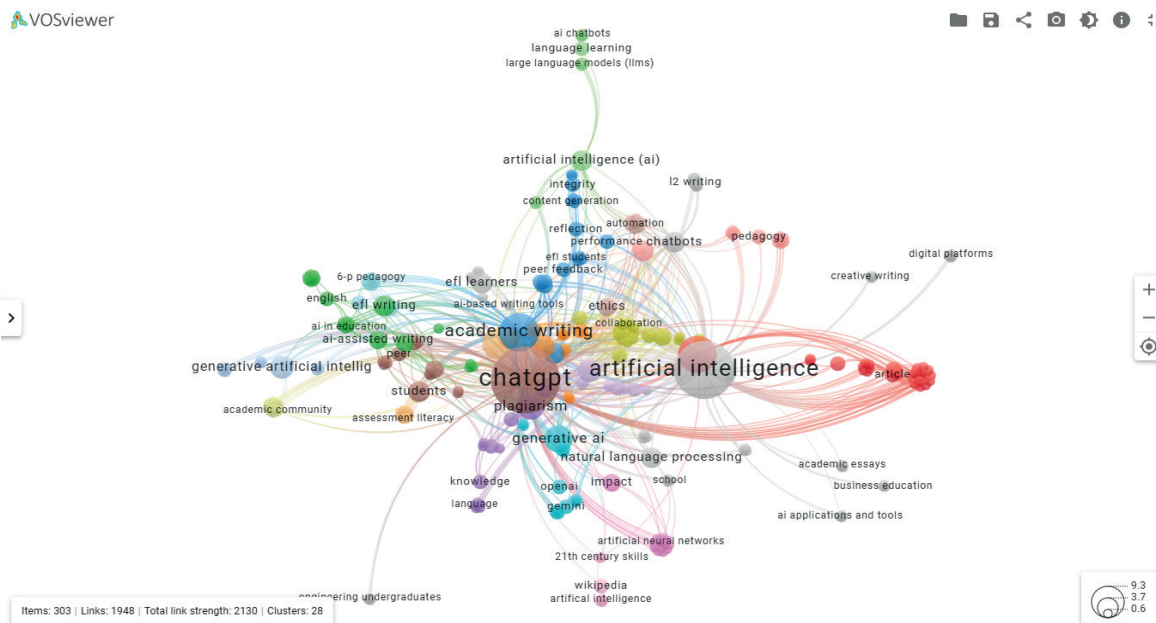 VOSviewer
ai chatbots
language learning
large language models (llms)
artificial intelligence (ai)
integrity
l2 writing
content generation
reflection
automation
performance
chatbots
pedagogy
digital platforms
efl students
peer feedback
creative writing
6-p pedagogy
efl learners
english
efl writing
ai-based writing tools
ethics
ai in education
academic writing
collaboration
ai-assisted writing
peer
generative artificial intellig
chatgpt
artificial intelligence
article
students
academic community
plagiarism
assessment literacy
generative ai
natural language processing
academic essays
knowledge
openai
impact
school
business education
language
gemini
ai applications and tools
artificial neural networks
21th century skills
wikipedia
engineering undergraduates
artifical intelligence
9.3
3.7
0.6
Items: 303 | Links: 1948 | Total link strength: 2130 | Clusters: 28